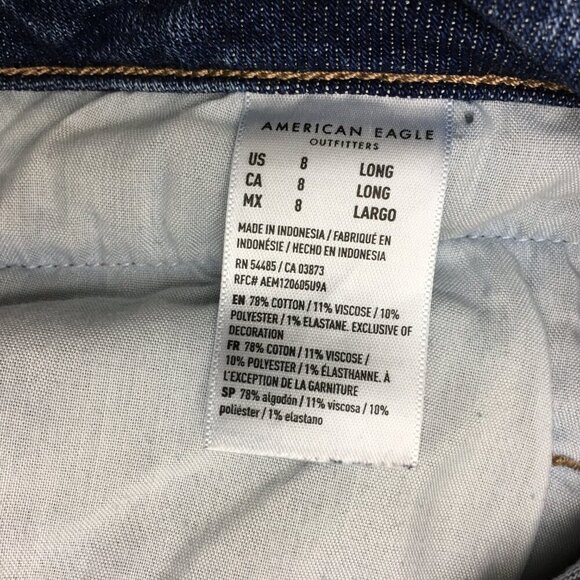 AMERICAN EAGLE
OUTFITTERS
US 8 LONG
CA 8 LONG
MX 8 LARGO
MADE IN INDONESIA / FABRIQUÉ EN
INDONÉSIE / HECHO EN INDONESIA
RN 54485 / CA 03873
RFC# AEM120605U9A
EN 78% COTTON / 11% VISCOSE / 10%
POLYESTER / 1% ELASTANE. EXCLUSIVE OF
DECORATION
FR 78% COTON / 11% VISCOSE /
10% POLYESTER / 1% ÉLASTHANNE. À
L'EXCEPTION DE LA GARNITURE
SP 78% algodón / 11% viscosa / 10%
poliéster / 1% elastano